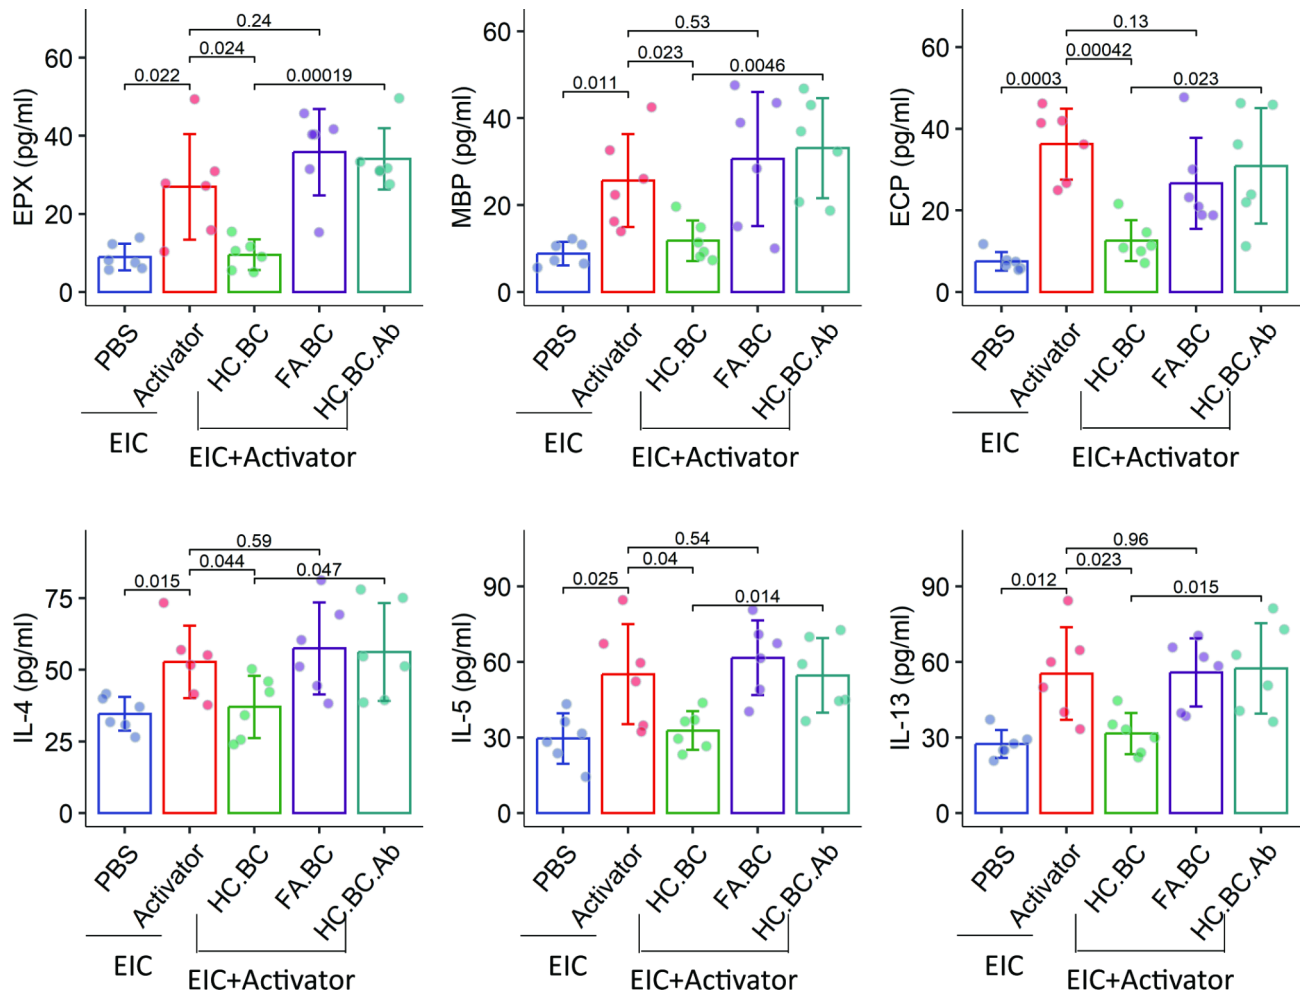 EPX (pg/ml)
60
40
20
0
0.24
0.024
0.022
0.00019
PBS
Activator
HC.BC
FA.BC
HC.BC.Ab
EIC
EIC+Activator
MBP (pg/ml)
60
40
20
0
0.53
0.023
0.0046
0.011
PBS
Activator
HC.BC
FA.BC
HC.BC.Ab
EIC
EIC+Activator
ECP (pg/ml)
60
40
20
0
0.13
0.00042
0.0003
0.023
PBS
Activator
HC.BC
FA.BC
HC.BC.Ab
EIC
EIC+Activator
IL-4 (pg/ml)
75
50
25
0
0.59
0.044
0.047
0.015
PBS
Activator
HC.BC
FA.BC
HC.BC.Ab
EIC
EIC+Activator
IL-5 (pg/ml)
90
60
30
0
0.54
0.04
0.025
0.014
PBS
Activator
HC.BC
FA.BC
HC.BC.Ab
EIC
EIC+Activator
IL-13 (pg/ml)
90
60
30
0
0.96
0.023
0.012
0.015
PBS
Activator
HC.BC
FA.BC
HC.BC.Ab
EIC
EIC+Activator